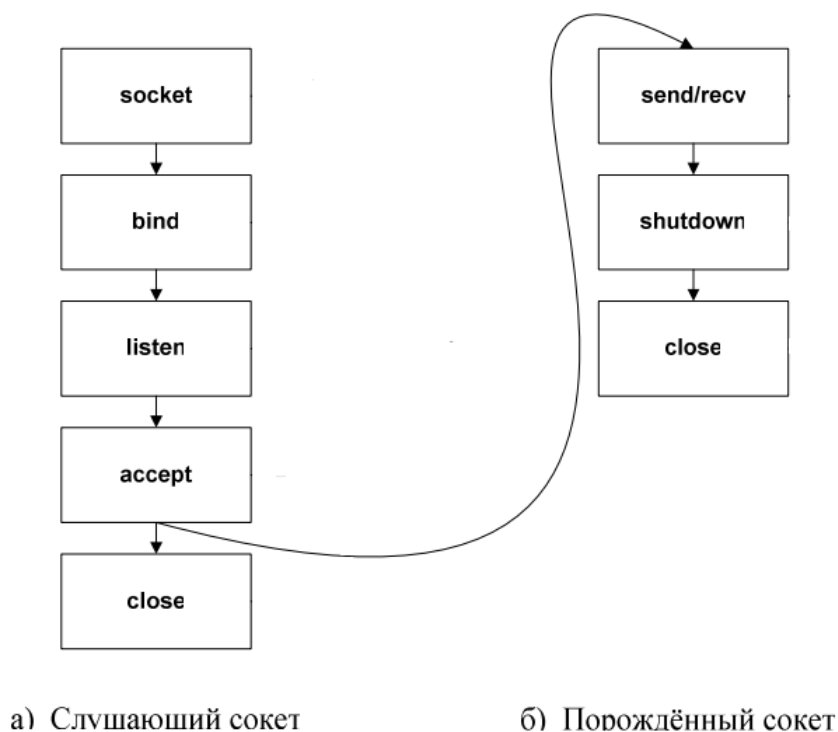 socket
bind
listen
accept
close
send/recv
shutdown
close
а) Слушающий сокет
б) Порождённый сокет